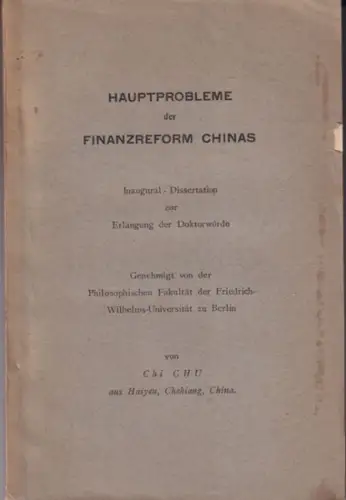 HAUPTPROBLEME
der
FINANZREFORM CHINAS
Inaugural - Dissertation
zur
Erlangung der Doktorwürde
Genehmigt von der
Philosophischen Fakultät der Friedrich-
Wilhelms-Universität zu Berlin
von
Chi CHU
aus Haiyen, Chekiang, China.